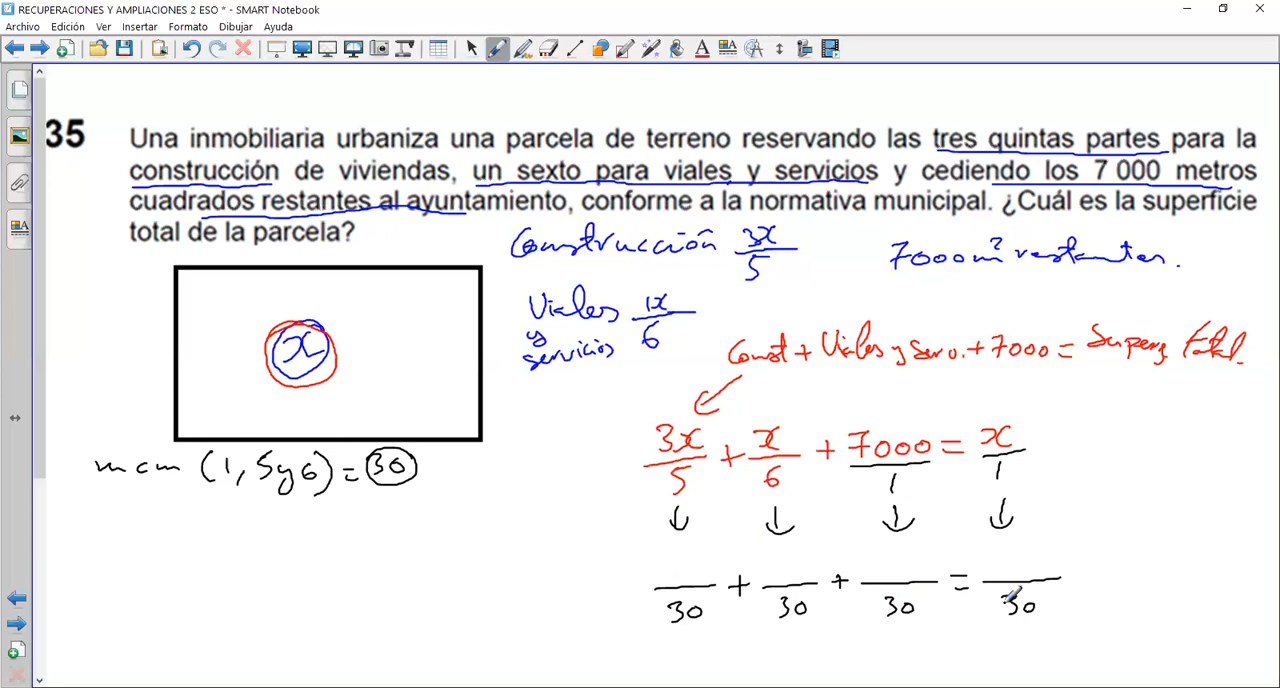 RECUPERACIONES Y AMPLIACIONES 2 ESO * - SMART Notebook
Archivo Edición Ver Insertar Formato Dibujar Ayuda
35 Una inmobiliaria urbaniza una parcela de terreno reservando las tres quintas partes para la
construcción de viviendas, un sexto para viales y servicios y cediendo los 7 000 metros
cuadrados restantes al ayuntamiento, conforme a la normativa municipal. ¿Cuál es la superficie
total de la parcela?
Construcción 3x/5
7000m² restantes.
Viales y servicios 1x/6
x
Const + Viales y Serv. + 7000 = Superf total.
3x/5 + x/6 + 7000/1 = x/1
mcm (1, 5 y 6) = 30
/30 + /30 + /30 = /30